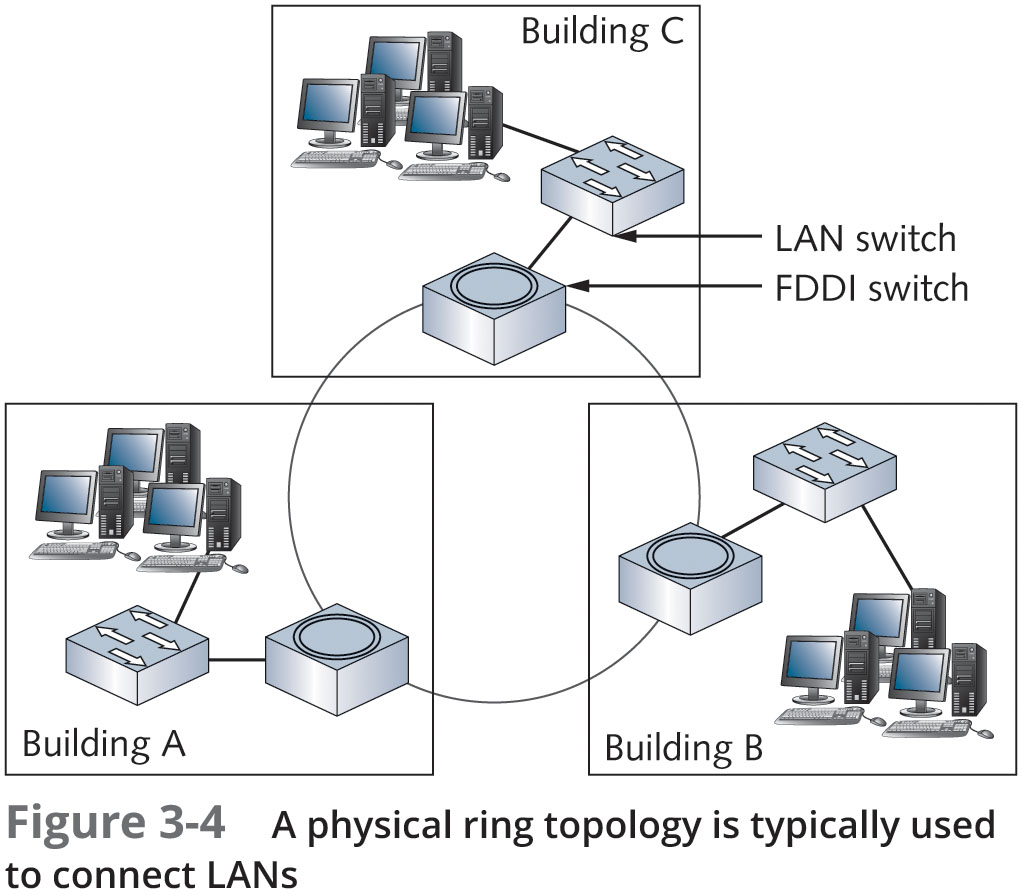 Building C
LAN switch
FDDI switch
Building A
Building B
Figure 3-4 A physical ring topology is typically used
to connect LANs